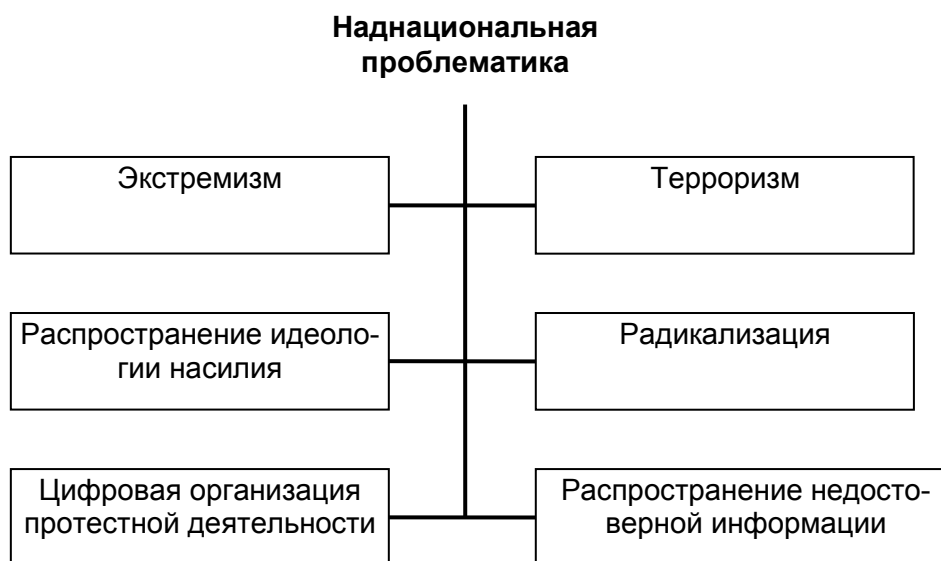 Наднациональная
проблематика
Экстремизм
Терроризм
Распространение идеоло-
гии насилия
Радикализация
Цифровая организация
протестной деятельности
Распространение недосто-
верной информации